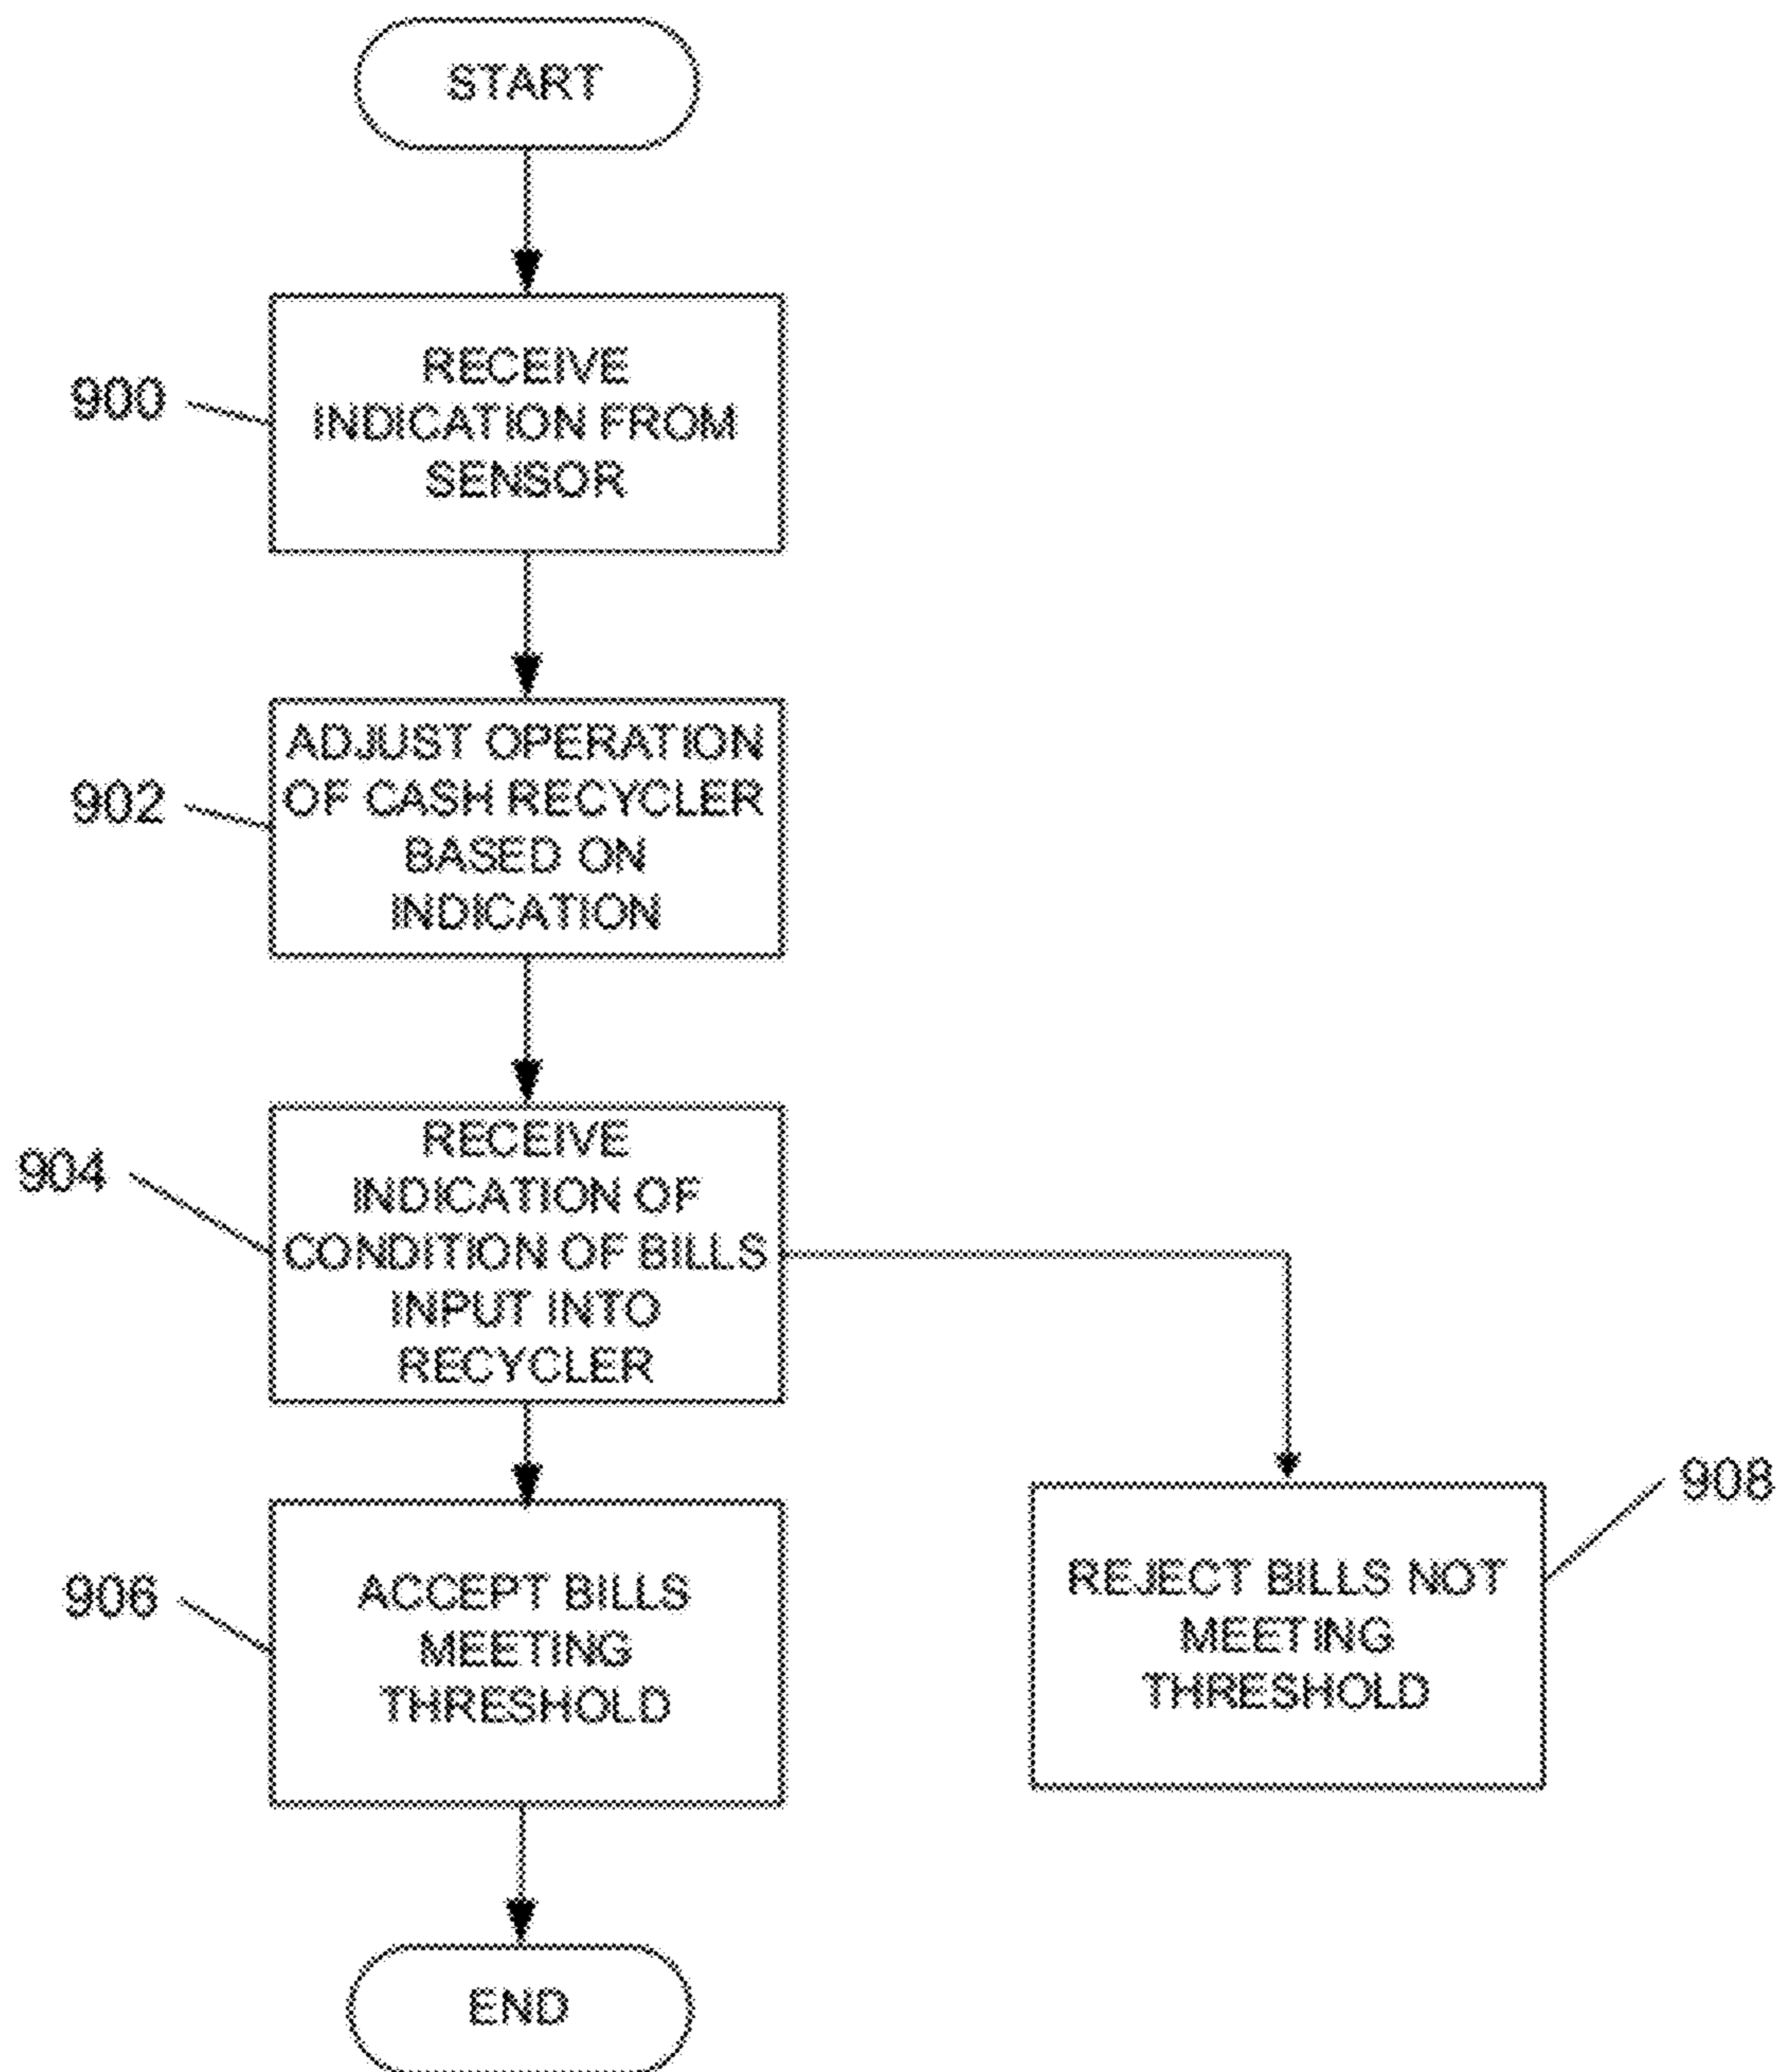 START
900
RECEIVE
INDICATION FROM
SENSOR
902
ADJUST OPERATION
OF CASH RECYCLER
BASED ON
INDICATION
904
RECEIVE
INDICATION OF
CONDITION OF BILLS
INPUT INTO
RECYCLER
906
ACCEPT BILLS
MEETING
THRESHOLD
908
REJECT BILLS NOT
MEETING
THRESHOLD
END